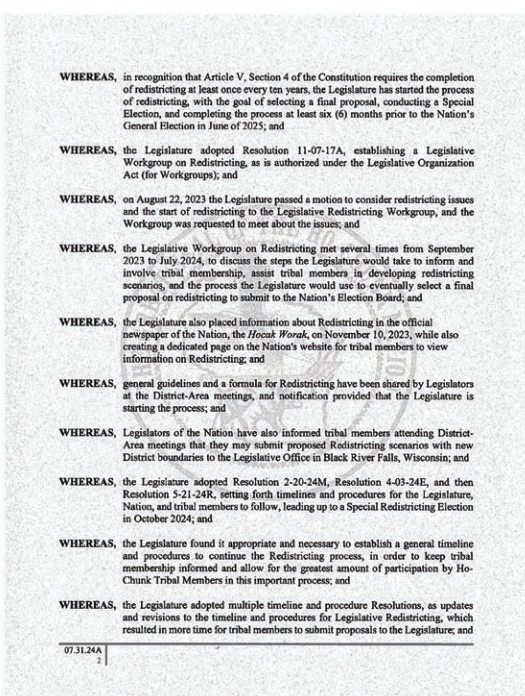 WHEREAS, in recognition that Article V, Section 4 of the Constitution requires the completion
of redistricting at least once every ten years, the Legislature has started the process
of redistricting, with the goal of selecting a final proposal, conducting a Special
Election, and completing the process at least six (6) months prior to the Nation's
General Election in June of 2025; and
WHEREAS, the Legislature adopted Resolution 11-07-17A, establishing a Legislative
Workgroup on Redistricting, as is authorized under the Legislative Organization
Act (for Workgroups); and
WHEREAS, on August 22, 2023 the Legislature passed a motion to consider redistricting issues
and the start of redistricting to the Legislative Redistricting Workgroup, and the
Workgroup was requested to meet about the issues; and
WHEREAS, the Legislative Workgroup on Redistricting met several times from September
2023 to July 2024, to discuss the steps the Legislature would take to inform and
involve tribal membership, assist tribal members in developing redistricting
scenarios, and the process the Legislature would use to eventually select a final
proposal on redistricting to submit to the Nation's Election Board; and
WHEREAS, the Legislature also placed information about Redistricting in the official
newspaper of the Nation, the Hocak Worak, on November 10, 2023, while also
creating a dedicated page on the Nation's website for tribal members to view
information on Redistricting; and
WHEREAS, general guidelines and a formula for Redistricting have been shared by Legislators
at the District-Area meetings, and notification provided that the Legislature is
starting the process; and
WHEREAS, Legislators of the Nation have also informed tribal members attending District-
Area meetings that they may submit proposed Redistricting scenarios with new
District boundaries to the Legislative Office in Black River Falls, Wisconsin; and
WHEREAS, the Legislature adopted Resolution 2-20-24M, Resolution 4-03-24E, and then
Resolution 5-21-24R, setting forth timelines and procedures for the Legislature,
Nation, and tribal members to follow, leading up to a Special Redistricting Election
in October 2024; and
WHEREAS, the Legislature found it appropriate and necessary to establish a general timeline
and procedures to continue the Redistricting process, in order to keep tribal
membership informed and allow for the greatest amount of participation by Ho-
Chunk Tribal Members in this important process; and
WHEREAS, the Legislature adopted multiple timeline and procedure Resolutions, as updates
and revisions to the timeline and procedures for Legislative Redistricting, which
resulted in more time for tribal members to submit proposals to the Legislature; and
07.31.24A
2